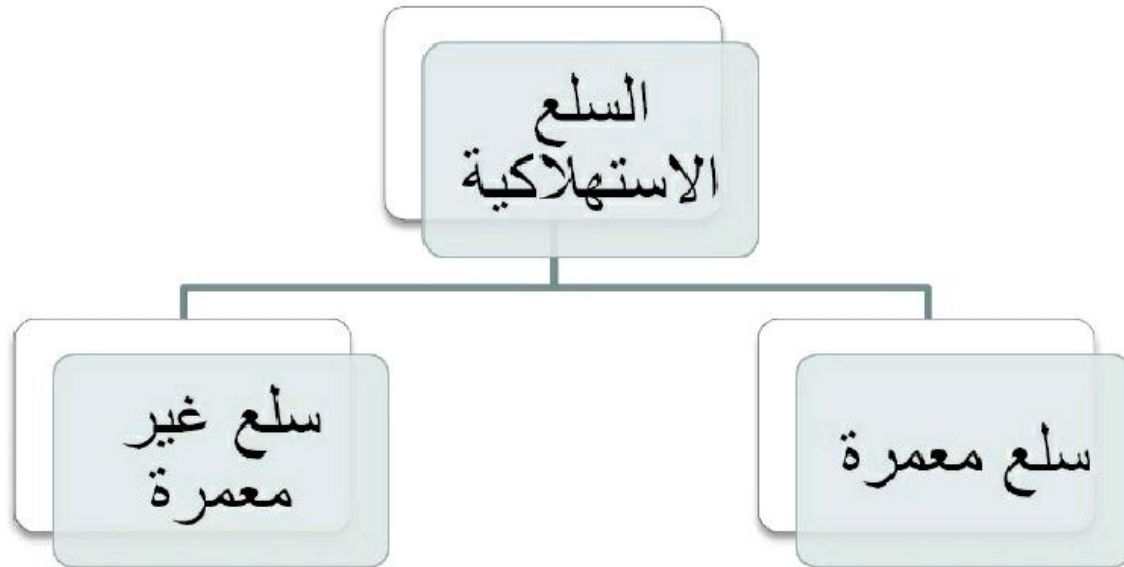 السلع
الاستهلاكية
سلع معمرة
سلع غير
معمرة